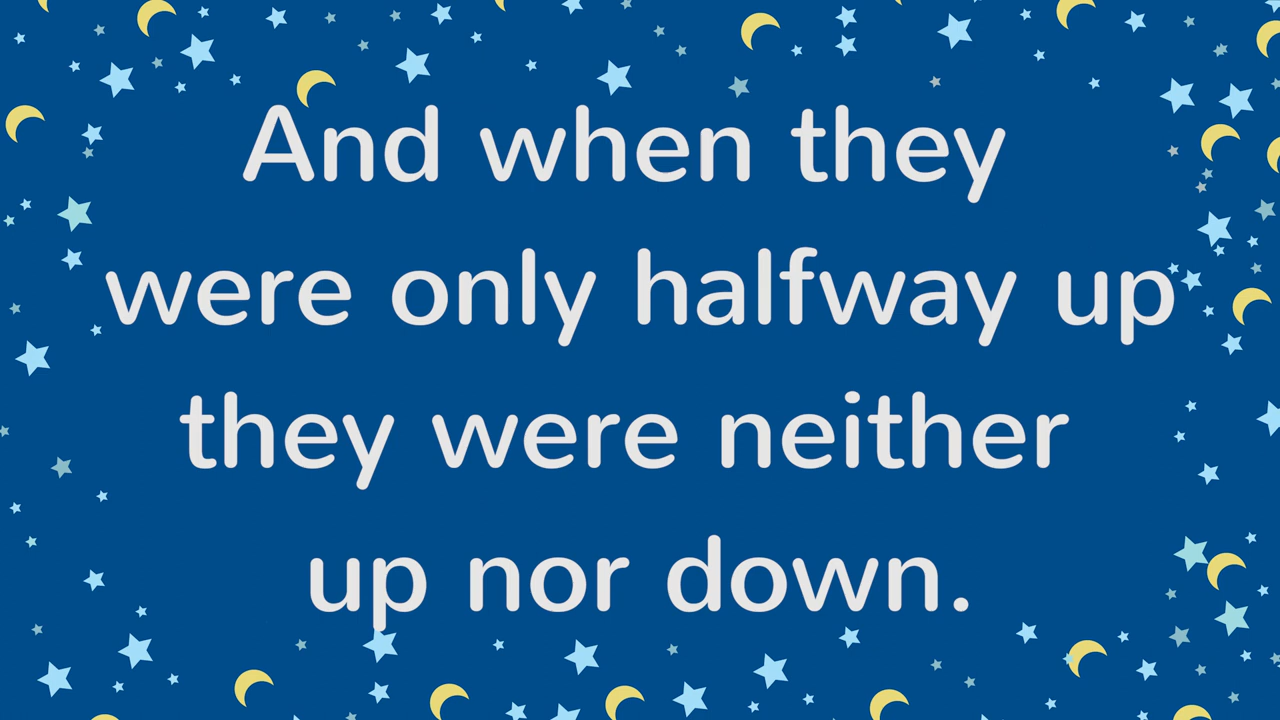 And when they
were only halfway up
they were neither
up nor down.